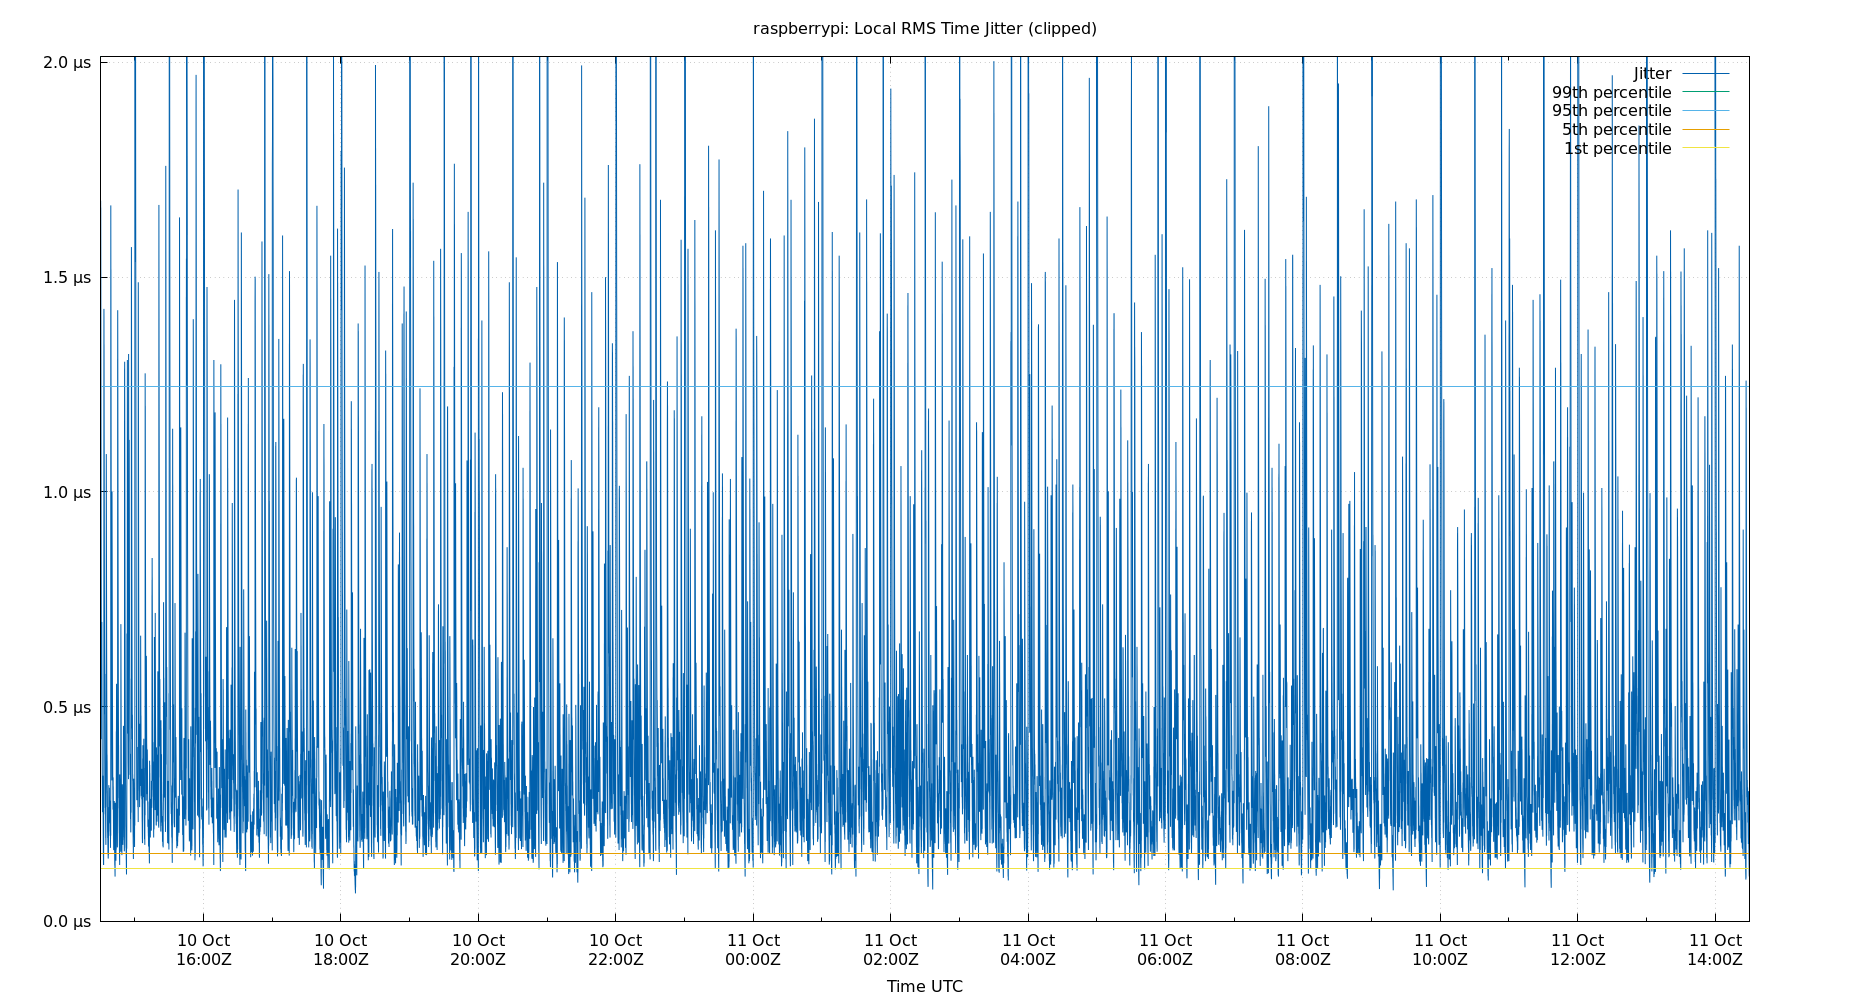 raspberrypi: Local RMS Time Jitter (clipped)
2.0 µs
1.5 µs
1.0 µs
0.5 µs
0.0 µs
Jitter
99th percentile
95th percentile
5th percentile
1st percentile
10 Oct 10 Oct 10 Oct 10 Oct 11 Oct 11 Oct 11 Oct 11 Oct 11 Oct 11 Oct 11 Oct 11 Oct
16:00Z 18:00Z 20:00Z 22:00Z 00:00Z 02:00Z 04:00Z 06:00Z 08:00Z 10:00Z 12:00Z 14:00Z
Time UTC